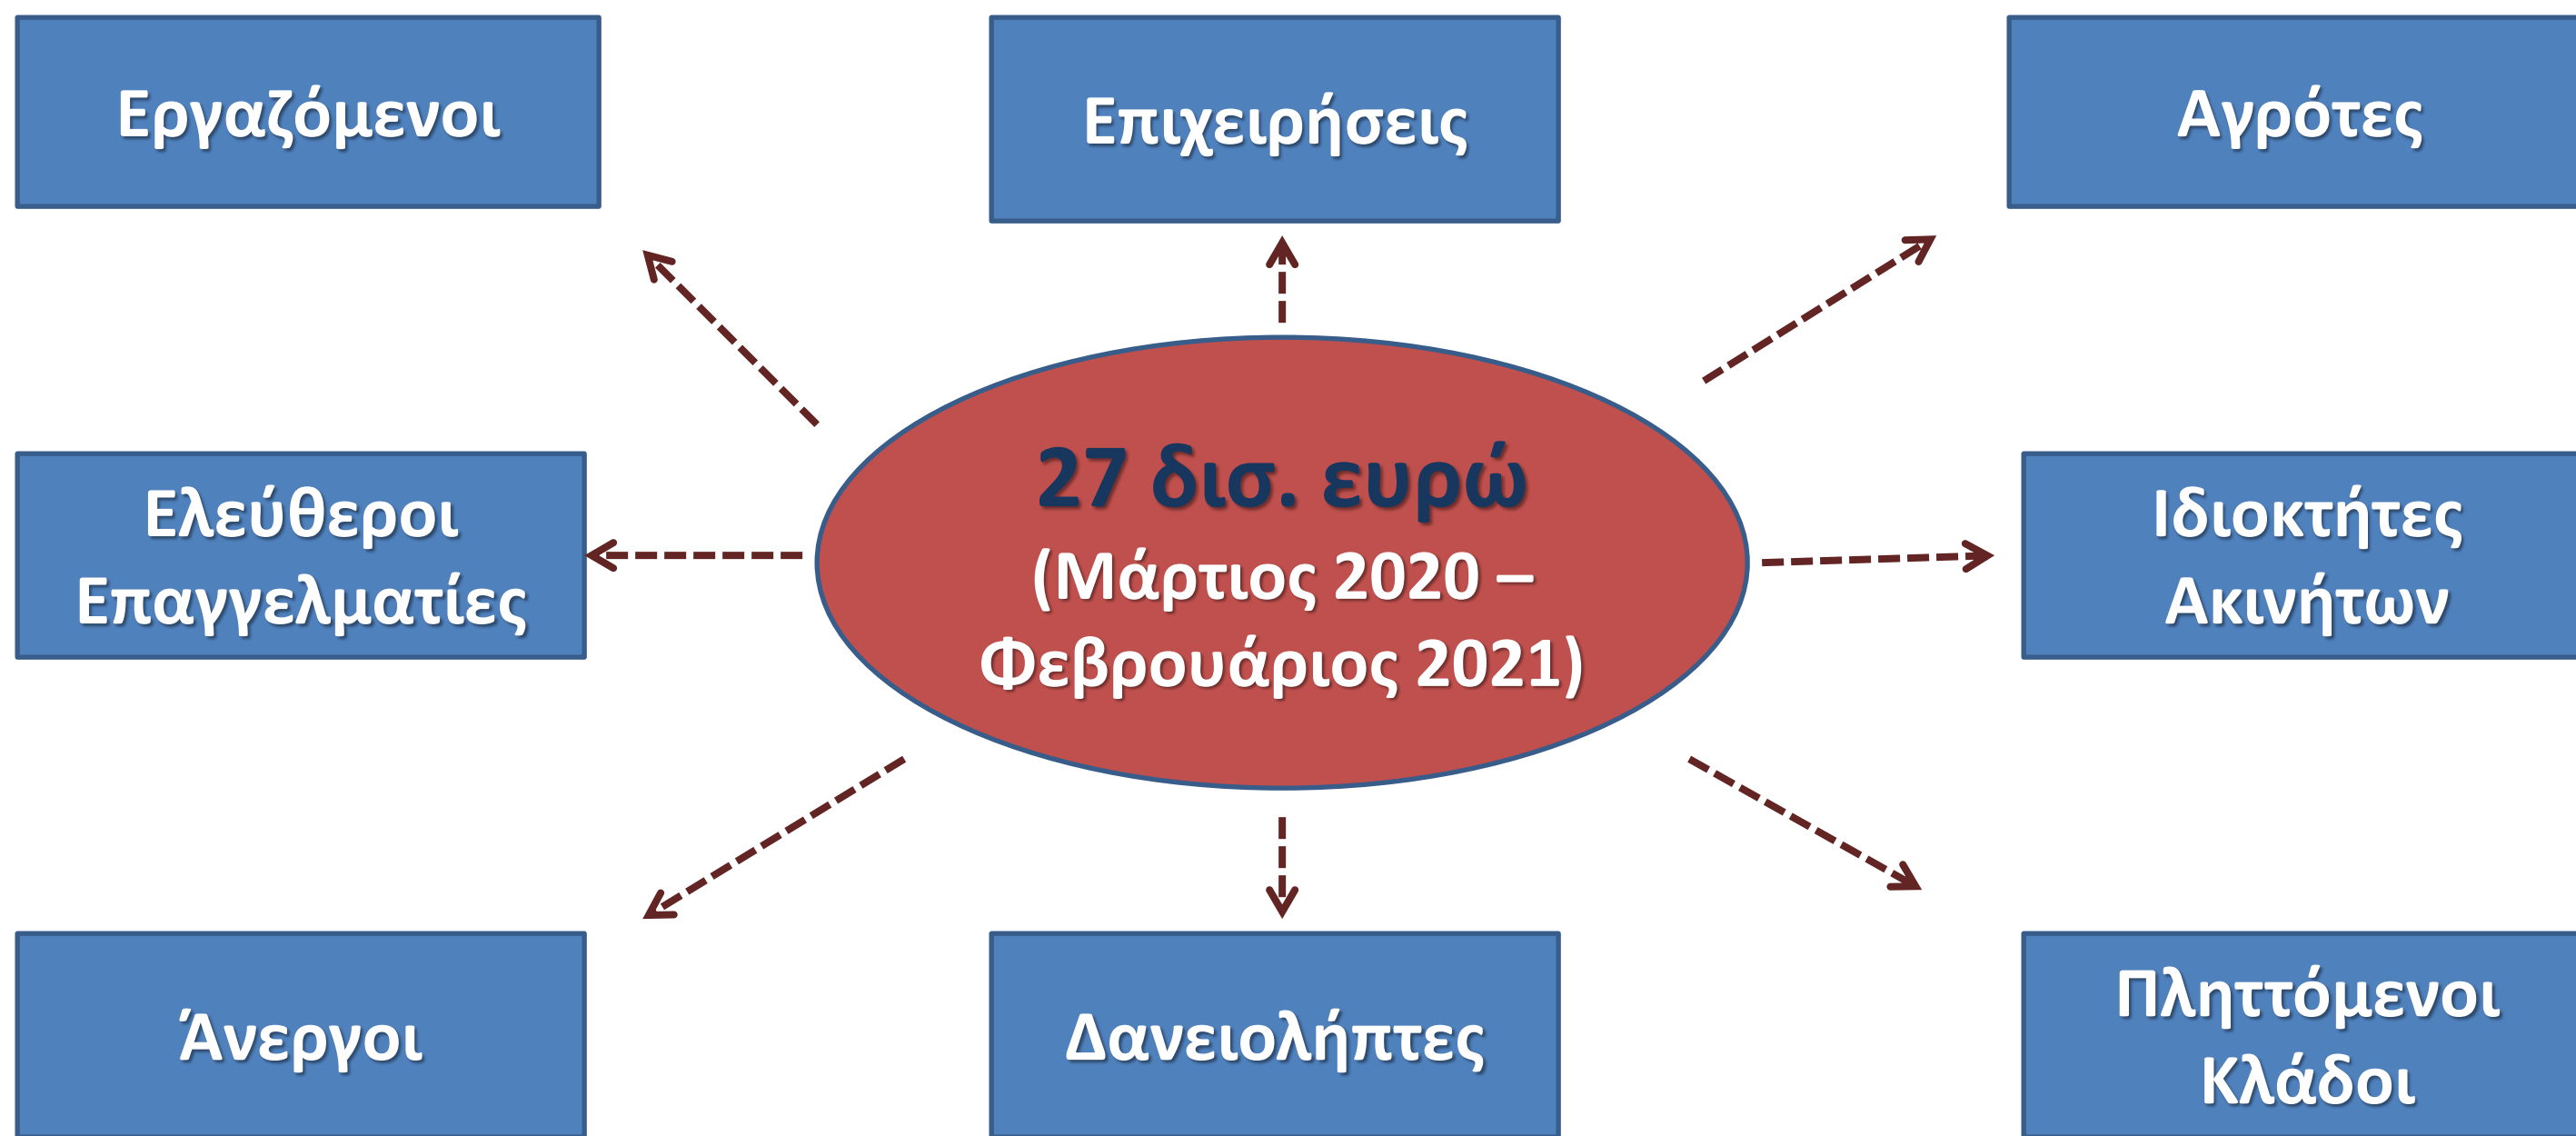 Εργαζόμενοι
Επιχειρήσεις
Αγρότες
Ελεύθεροι
Επαγγελματίες
27 δισ. ευρώ
(Μάρτιος 2020 –
Φεβρουάριος 2021)
Ιδιοκτήτες
Ακινήτων
Άνεργοι
Δανειολήπτες
Πληττόμενοι
Κλάδοι